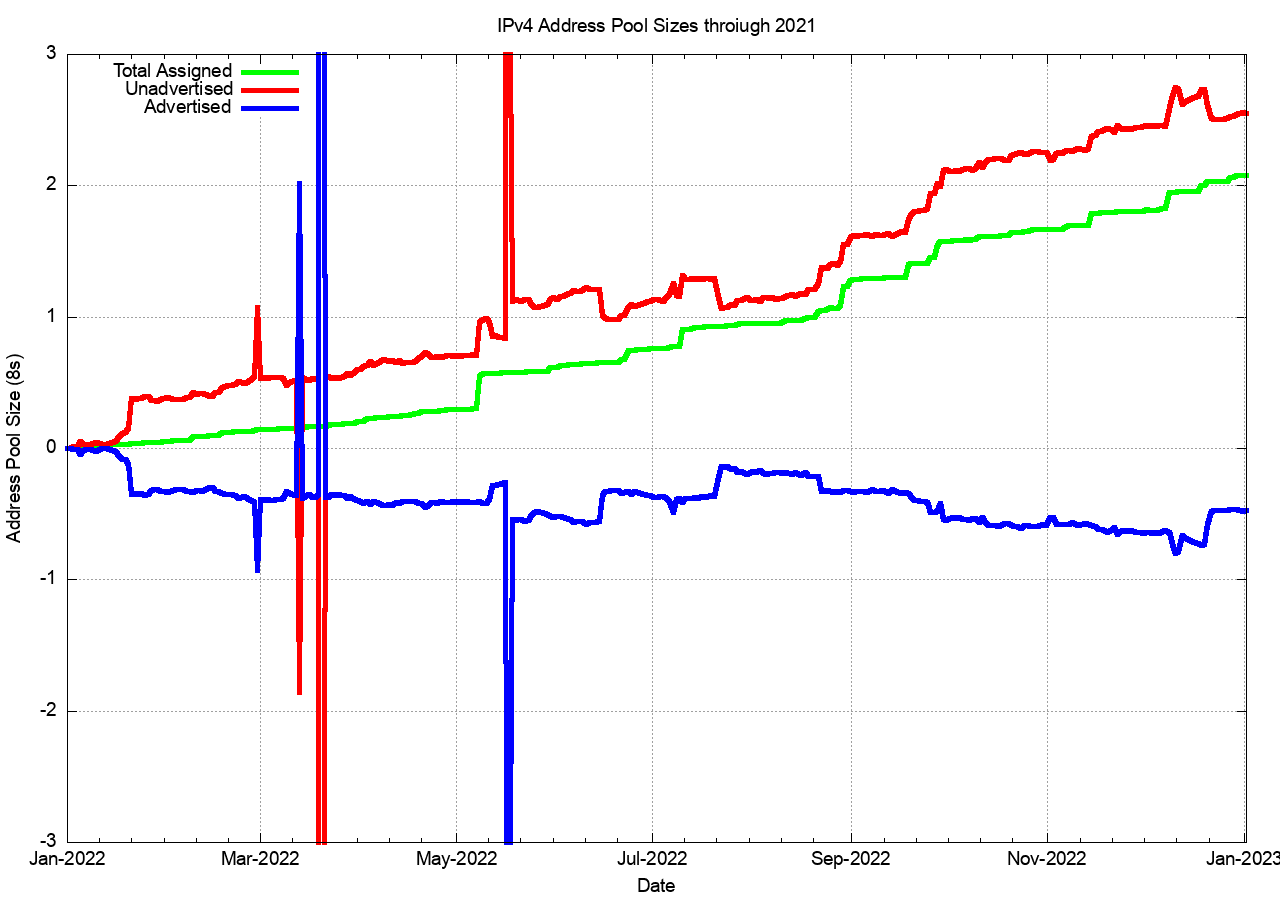 IPv4 Address Pool Sizes throiugh 2021
Total Assigned
Unadvertised
Advertised
Address Pool Size (8s)
3
2
1
0
-1
-2
-3
Jan-2022 Mar-2022 May-2022 Jul-2022 Sep-2022 Nov-2022 Jan-2023
Date